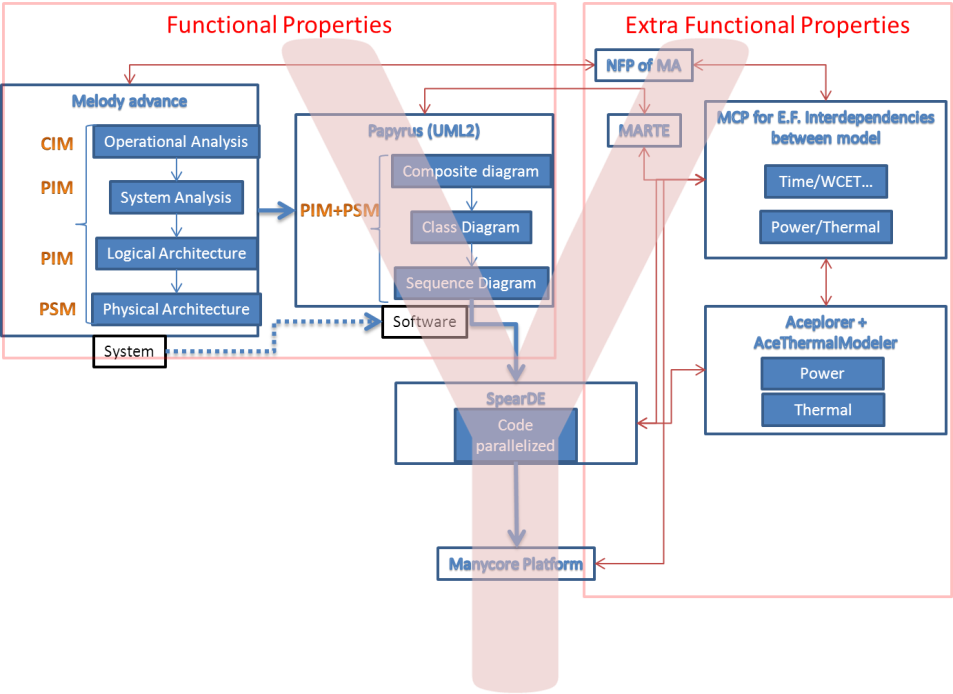 Functional Properties
Extra Functional Properties
NFP of MA
Melody advance
CIM
Operational Analysis
PIM
System Analysis
PIM
Logical Architecture
PSM
Physical Architecture
System
Papyrus (UML2)
Composite diagram
PIM+PSM
Class Diagram
Sequence Diagram
Software
MARTE
MCP for E.F. Interdependencies
between model
Time/WCET...
Power/Thermal
Aceplorer +
AceThermalModeler
Power
Thermal
SpearDE
Code
parallelized
Manycore Platform